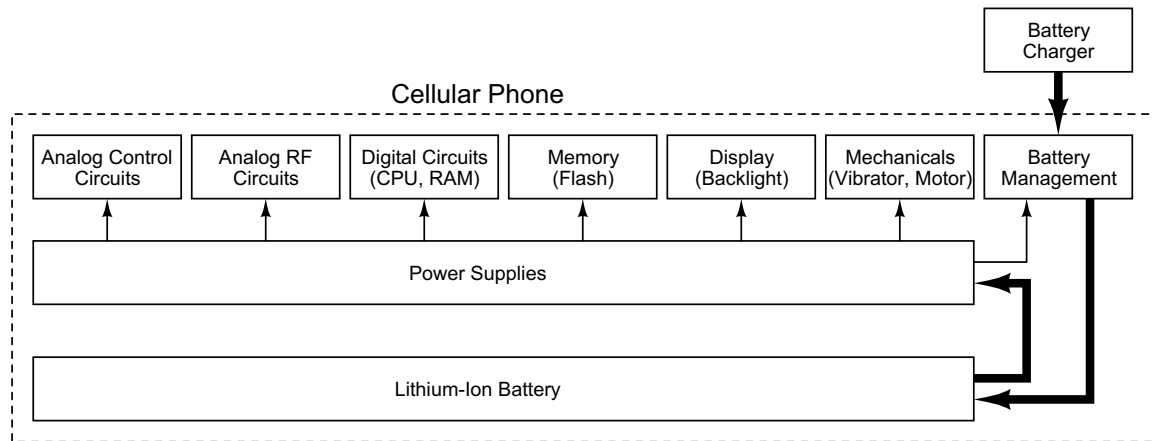 Battery
Charger
Cellular Phone
Analog Control
Circuits
Analog RF
Circuits
Digital Circuits
(CPU, RAM)
Memory
(Flash)
Display
(Backlight)
Mechanicals
(Vibrator, Motor)
Battery
Management
Power Supplies
Lithium-Ion Battery